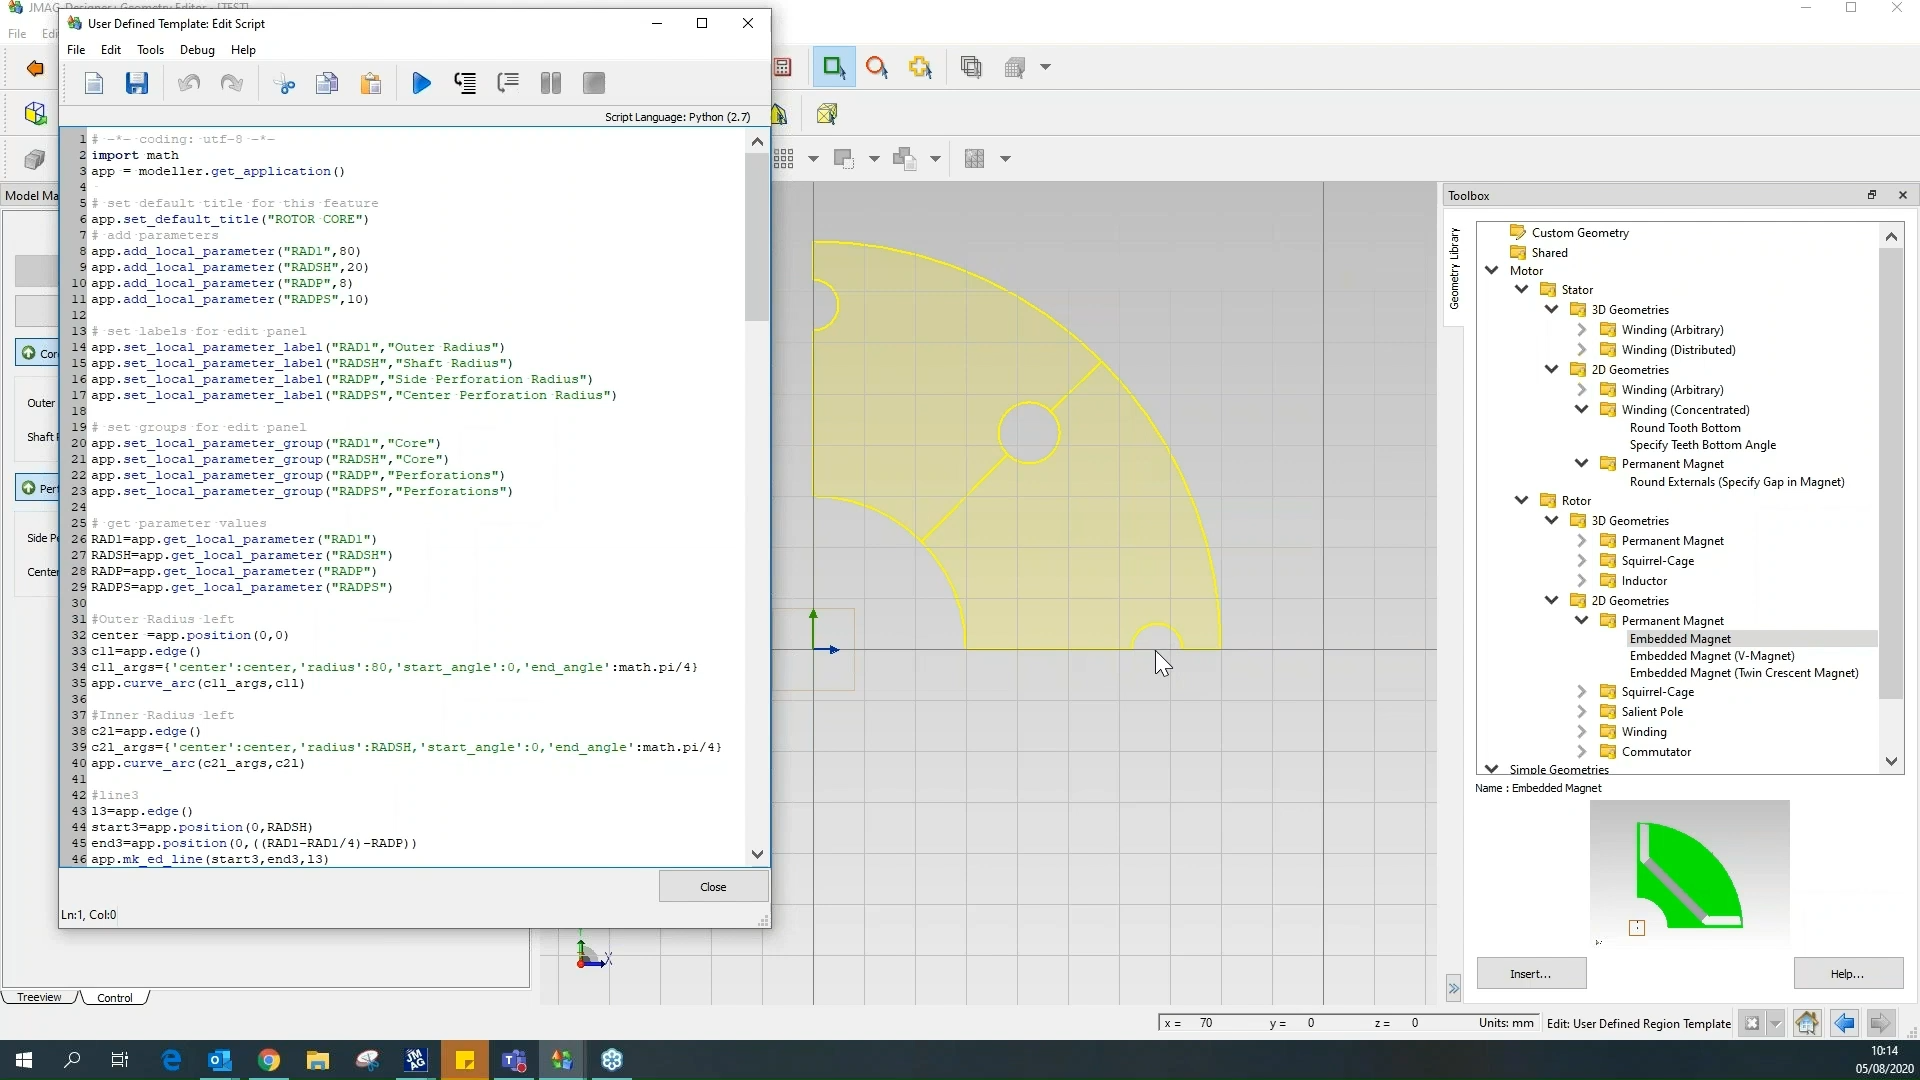 JMAG-Designer: Geometry Editor - [TEST]
File
User Defined Template: Edit Script
File Edit Tools Debug Help
Script Language: Python (2.7)
1 # -*- coding: utf-8 -*-
2 import math
3 app = modeller.get_application()
4
5 # set default title for this feature
6 app.set_default_title("ROTOR CORE")
7 # add parameters
8 app.add_local_parameter("RAD1",80)
9 app.add_local_parameter("RADSH",20)
10 app.add_local_parameter("RADP",8)
11 app.add_local_parameter("RADPS",10)
12
13 # set labels for edit panel
14 app.set_local_parameter_label("RAD1","Outer Radius")
15 app.set_local_parameter_label("RADSH","Shaft Radius")
16 app.set_local_parameter_label("RADP","Side Perforation Radius")
17 app.set_local_parameter_label("RADPS","Center Perforation Radius")
18
19 # set groups for edit panel
20 app.set_local_parameter_group("RAD1","Core")
21 app.set_local_parameter_group("RADSH","Core")
22 app.set_local_parameter_group("RADP","Perforations")
23 app.set_local_parameter_group("RADPS","Perforations")
24
25 # get parameter values
26 RAD1=app.get_local_parameter("RAD1")
27 RADSH=app.get_local_parameter("RADSH")
28 RADP=app.get_local_parameter("RADP")
29 RADPS=app.get_local_parameter("RADPS")
30
31 #Outer Radius left
32 center =app.position(0,0)
33 c1l=app.edge()
34 c1l_args={'center':center,'radius':80,'start_angle':0,'end_angle':math.pi/4}
35 app.curve_arc(c1l_args,c1l)
36
37 #Inner Radius left
38 c2l=app.edge()
39 c2l_args={'center':center,'radius':RADSH,'start_angle':0,'end_angle':math.pi/4}
40 app.curve_arc(c2l_args,c2l)
41
42 #line3
43 l3=app.edge()
44 start3=app.position(0,RADSH)
45 end3=app.position(0,((RAD1-RAD1/4)-RADP))
46 app.mk_ed_line(start3,end3,l3)
Close
Ln:1, Col:0
Model Ma
Outer
Side Pe
Center
Treeview
Control
X
Toolbox
Geometry Library
Custom Geometry
Shared
Motor
Stator
3D Geometries
Winding (Arbitrary)
Winding (Distributed)
2D Geometries
Winding (Arbitrary)
Winding (Concentrated)
Round Tooth Bottom
Specify Teeth Bottom Angle
Permanent Magnet
Round Externals (Specify Gap in Magnet)
Rotor
3D Geometries
Permanent Magnet
Squirrel-Cage
Inductor
2D Geometries
Permanent Magnet
Embedded Magnet
Embedded Magnet (V-Magnet)
Embedded Magnet (Twin Crescent Magnet)
Squirrel-Cage
Salient Pole
Winding
Commutator
Simple Geometries
Name : Embedded Magnet
Insert...
Help...
x = 70 y = 0 z = 0 Units: mm
Edit: User Defined Region Template
JM
AG
10:14
05/08/2020